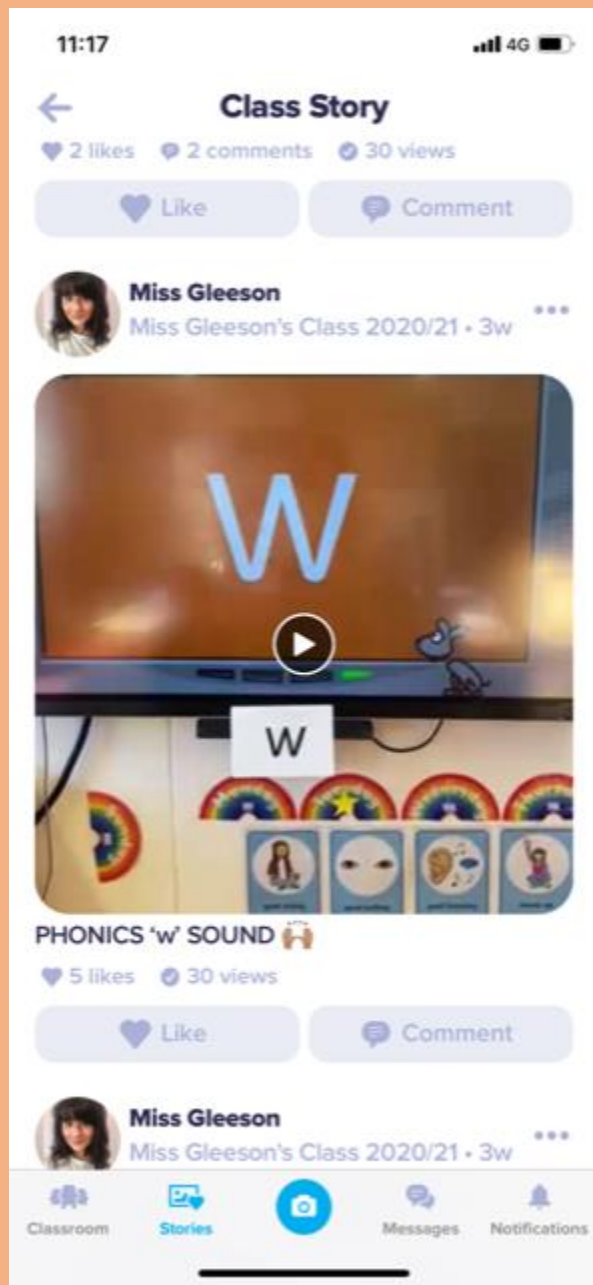 11:17
4G
Class Story
2 likes 2 comments 30 views
Like Comment
Miss Gleeson
Miss Gleeson's Class 2020/21 • 3w
W
W
PHONICS 'w' SOUND 🙌🏽
5 likes 30 views
Like Comment
Miss Gleeson
Miss Gleeson's Class 2020/21 • 3w
Classroom Stories Messages Notifications